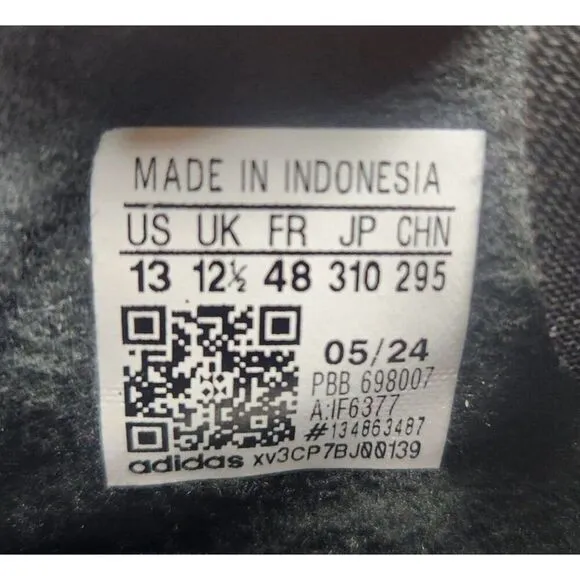 MADE IN INDONESIA
US UK FR JP CHN
13 12½ 48 310 295
05/24
PBB 698007
A:IF6377
#134863487
adidas xv3CP7BJ00139